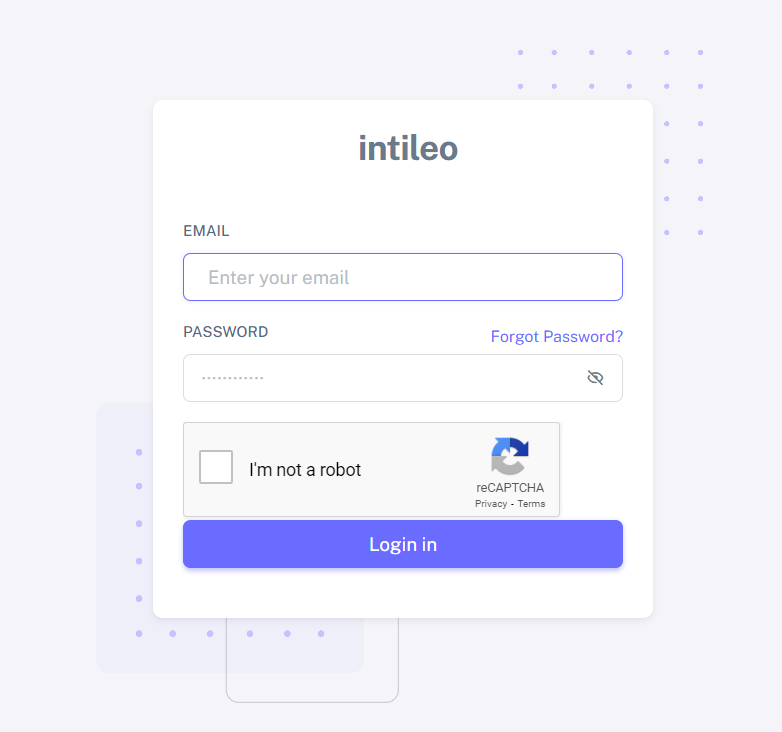 intileo
EMAIL
Enter your email
PASSWORD
Forgot Password?
············
I'm not a robot
reCAPTCHA
Privacy - Terms
Login in